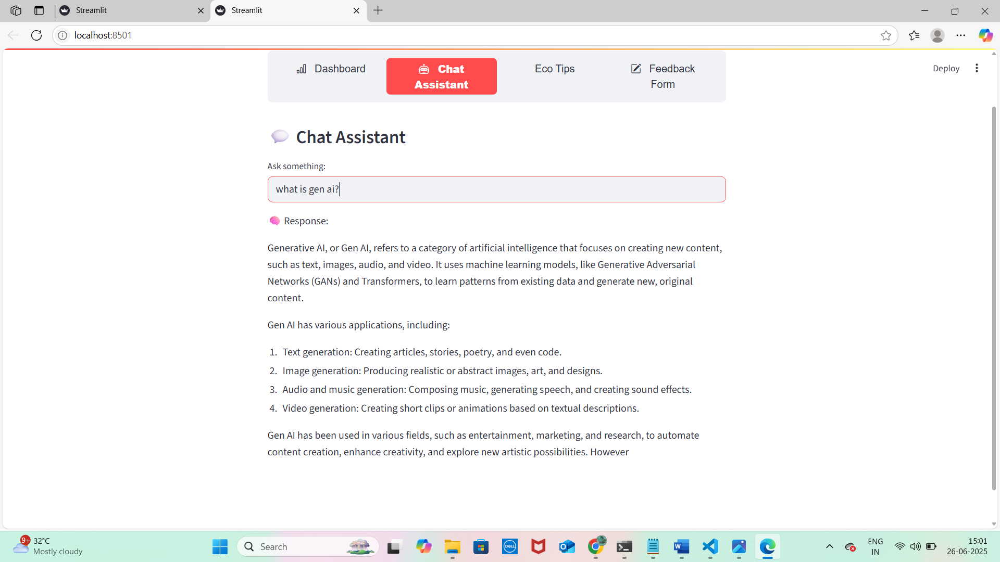 Streamlit
Streamlit
localhost:8501
Dashboard
Chat
Assistant
Eco Tips
Feedback
Form
Deploy
Chat Assistant
Ask something:
what is gen ai?
Response:
Generative AI, or Gen AI, refers to a category of artificial intelligence that focuses on creating new content,
such as text, images, audio, and video. It uses machine learning models, like Generative Adversarial
Networks (GANs) and Transformers, to learn patterns from existing data and generate new, original
content.
Gen AI has various applications, including:
1. Text generation: Creating articles, stories, poetry, and even code.
2. Image generation: Producing realistic or abstract images, art, and designs.
3. Audio and music generation: Composing music, generating speech, and creating sound effects.
4. Video generation: Creating short clips or animations based on textual descriptions.
Gen AI has been used in various fields, such as entertainment, marketing, and research, to automate
content creation, enhance creativity, and explore new artistic possibilities. However
9+
32°C
Mostly cloudy
Search
DELL
W
ENG
IN
15:01
26-06-2025